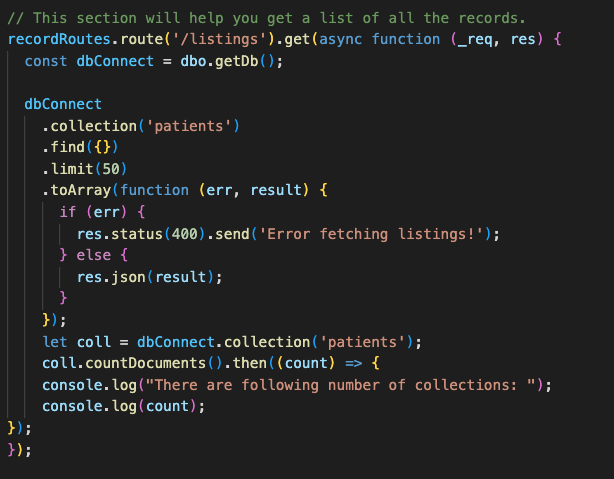 // This section will help you get a list of all the records.
recordRoutes.route('/listings').get(async function (_req, res) {
  const dbConnect = dbo.getDb();

  dbConnect
    .collection('patients')
    .find({})
    .limit(50)
    .toArray(function (err, result) {
      if (err) {
        res.status(400).send('Error fetching listings!');
      } else {
        res.json(result);
      }
    });
    let coll = dbConnect.collection('patients');
    coll.countDocuments().then((count) => {
    console.log("There are following number of collections: ");
    console.log(count);
});
});